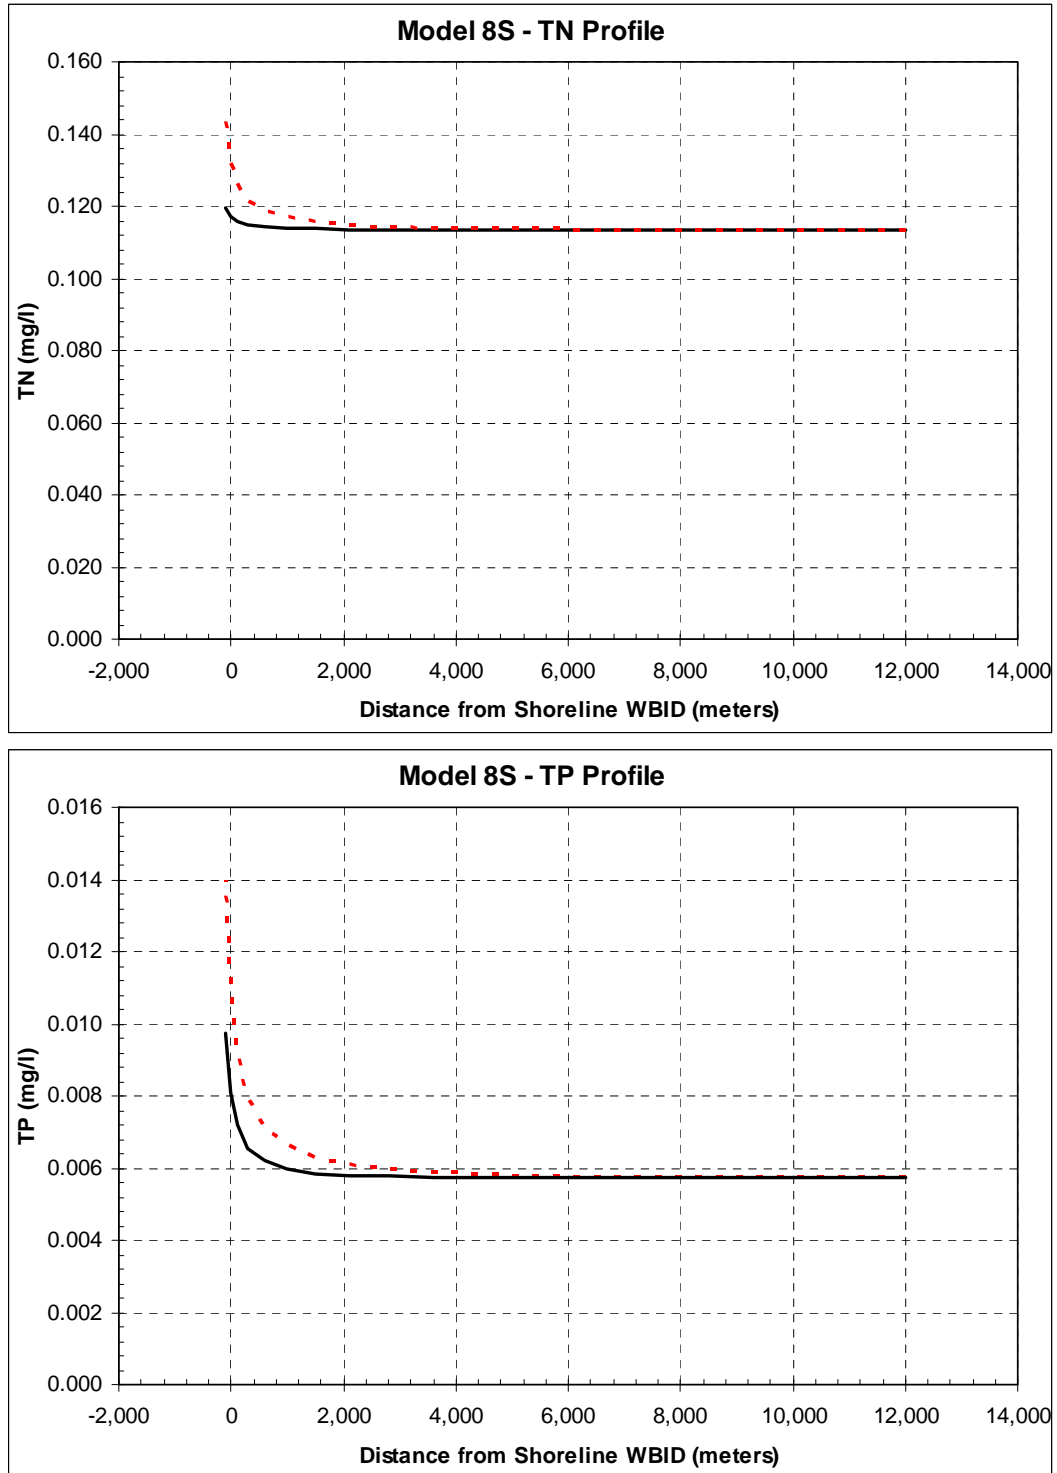 Model 8S - TN Profile
0.160
0.140
0.120
0.100
0.080
0.060
0.040
0.020
0.000
TN (mg/l)
-2,000 0 2,000 4,000 6,000 8,000 10,000 12,000 14,000
Distance from Shoreline WBID (meters)
Model 8S - TP Profile
0.016
0.014
0.012
0.010
0.008
0.006
0.004
0.002
0.000
TP (mg/l)
-2,000 0 2,000 4,000 6,000 8,000 10,000 12,000 14,000
Distance from Shoreline WBID (meters)